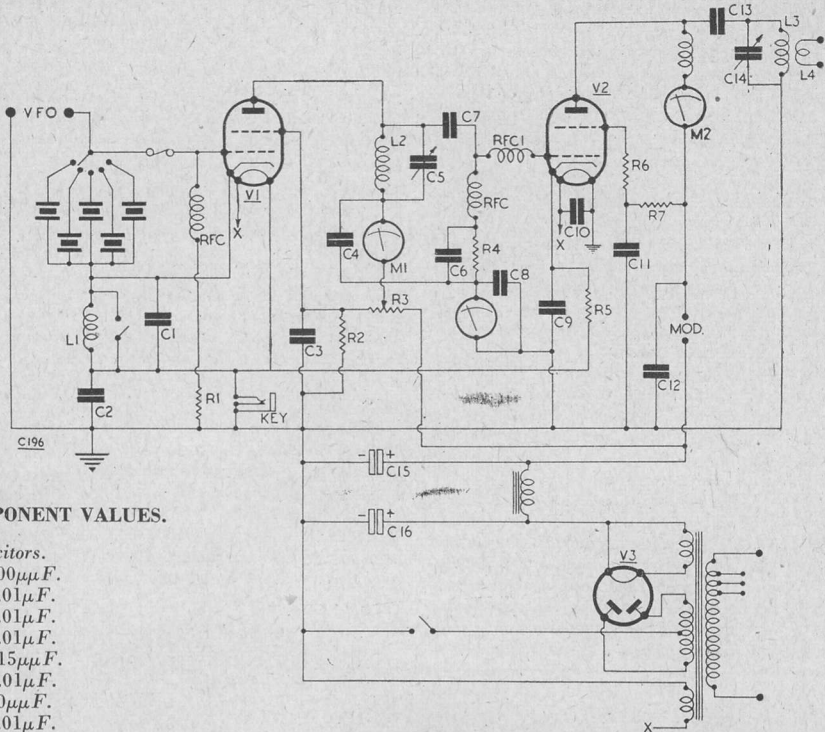 C13
L3
V2
C14
L4
VFO
C7
M2
L2
RFC1
C5
R6
V1
RFC
R7
RFC
X
C10
X
C4
C11
M1
C6
R4
C8
R3
C9
R5
L1
C1
R2
MOD.
C3
C12
C2
R1
KEY
C196
- +
C15
PONENT VALUES.
- +
C16
citors.
V3
00μμF.
01μF.
01μF.
01μF.
15μμF.
01μF.
0μμF.
01μF.
X